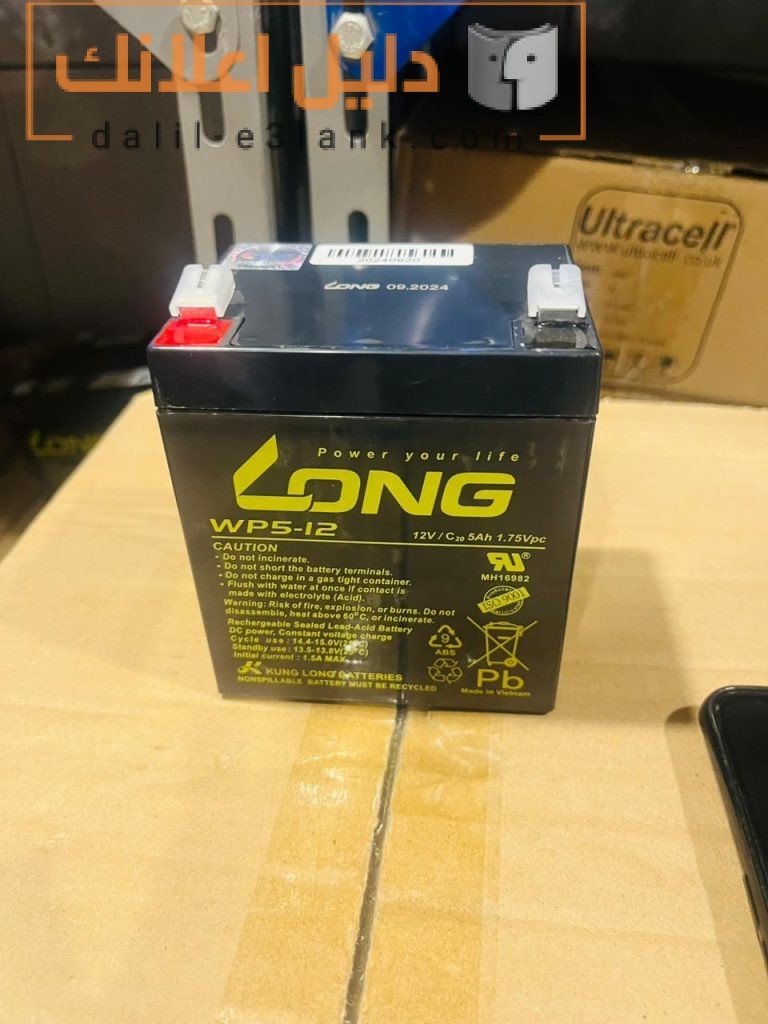 دليل اعلانك
dalil-e3lank.com
Ultracell
www.ultracell.co.uk
20240920
LONG 09.2024
Power your life
LONG
WP5-12
12V / C₂₀ 5Ah 1.75Vpc
CAUTION
• Do not incinerate.
• Do not short the battery terminals.
• Do not charge in a gas tight container.
• Flush with water at once if contact is
made with electrolyte (Acid).
Warning: Risk of fire, explosion, or burns. Do not
disassemble, heat above 60°C, or incinerate.
Rechargeable Sealed Lead-Acid Battery
DC power, Constant voltage charge
Cycle use : 14.4-15.0V(25°C)
Standby use : 13.5-13.8V(25°C)
Initial current : 1.5A MAX.
KUNG LONG BATTERIES
NONSPILLABLE BATTERY MUST BE RECYCLED
®
MH16982
ISO 9001
9
ABS
Pb
Made in Vietnam
LONG